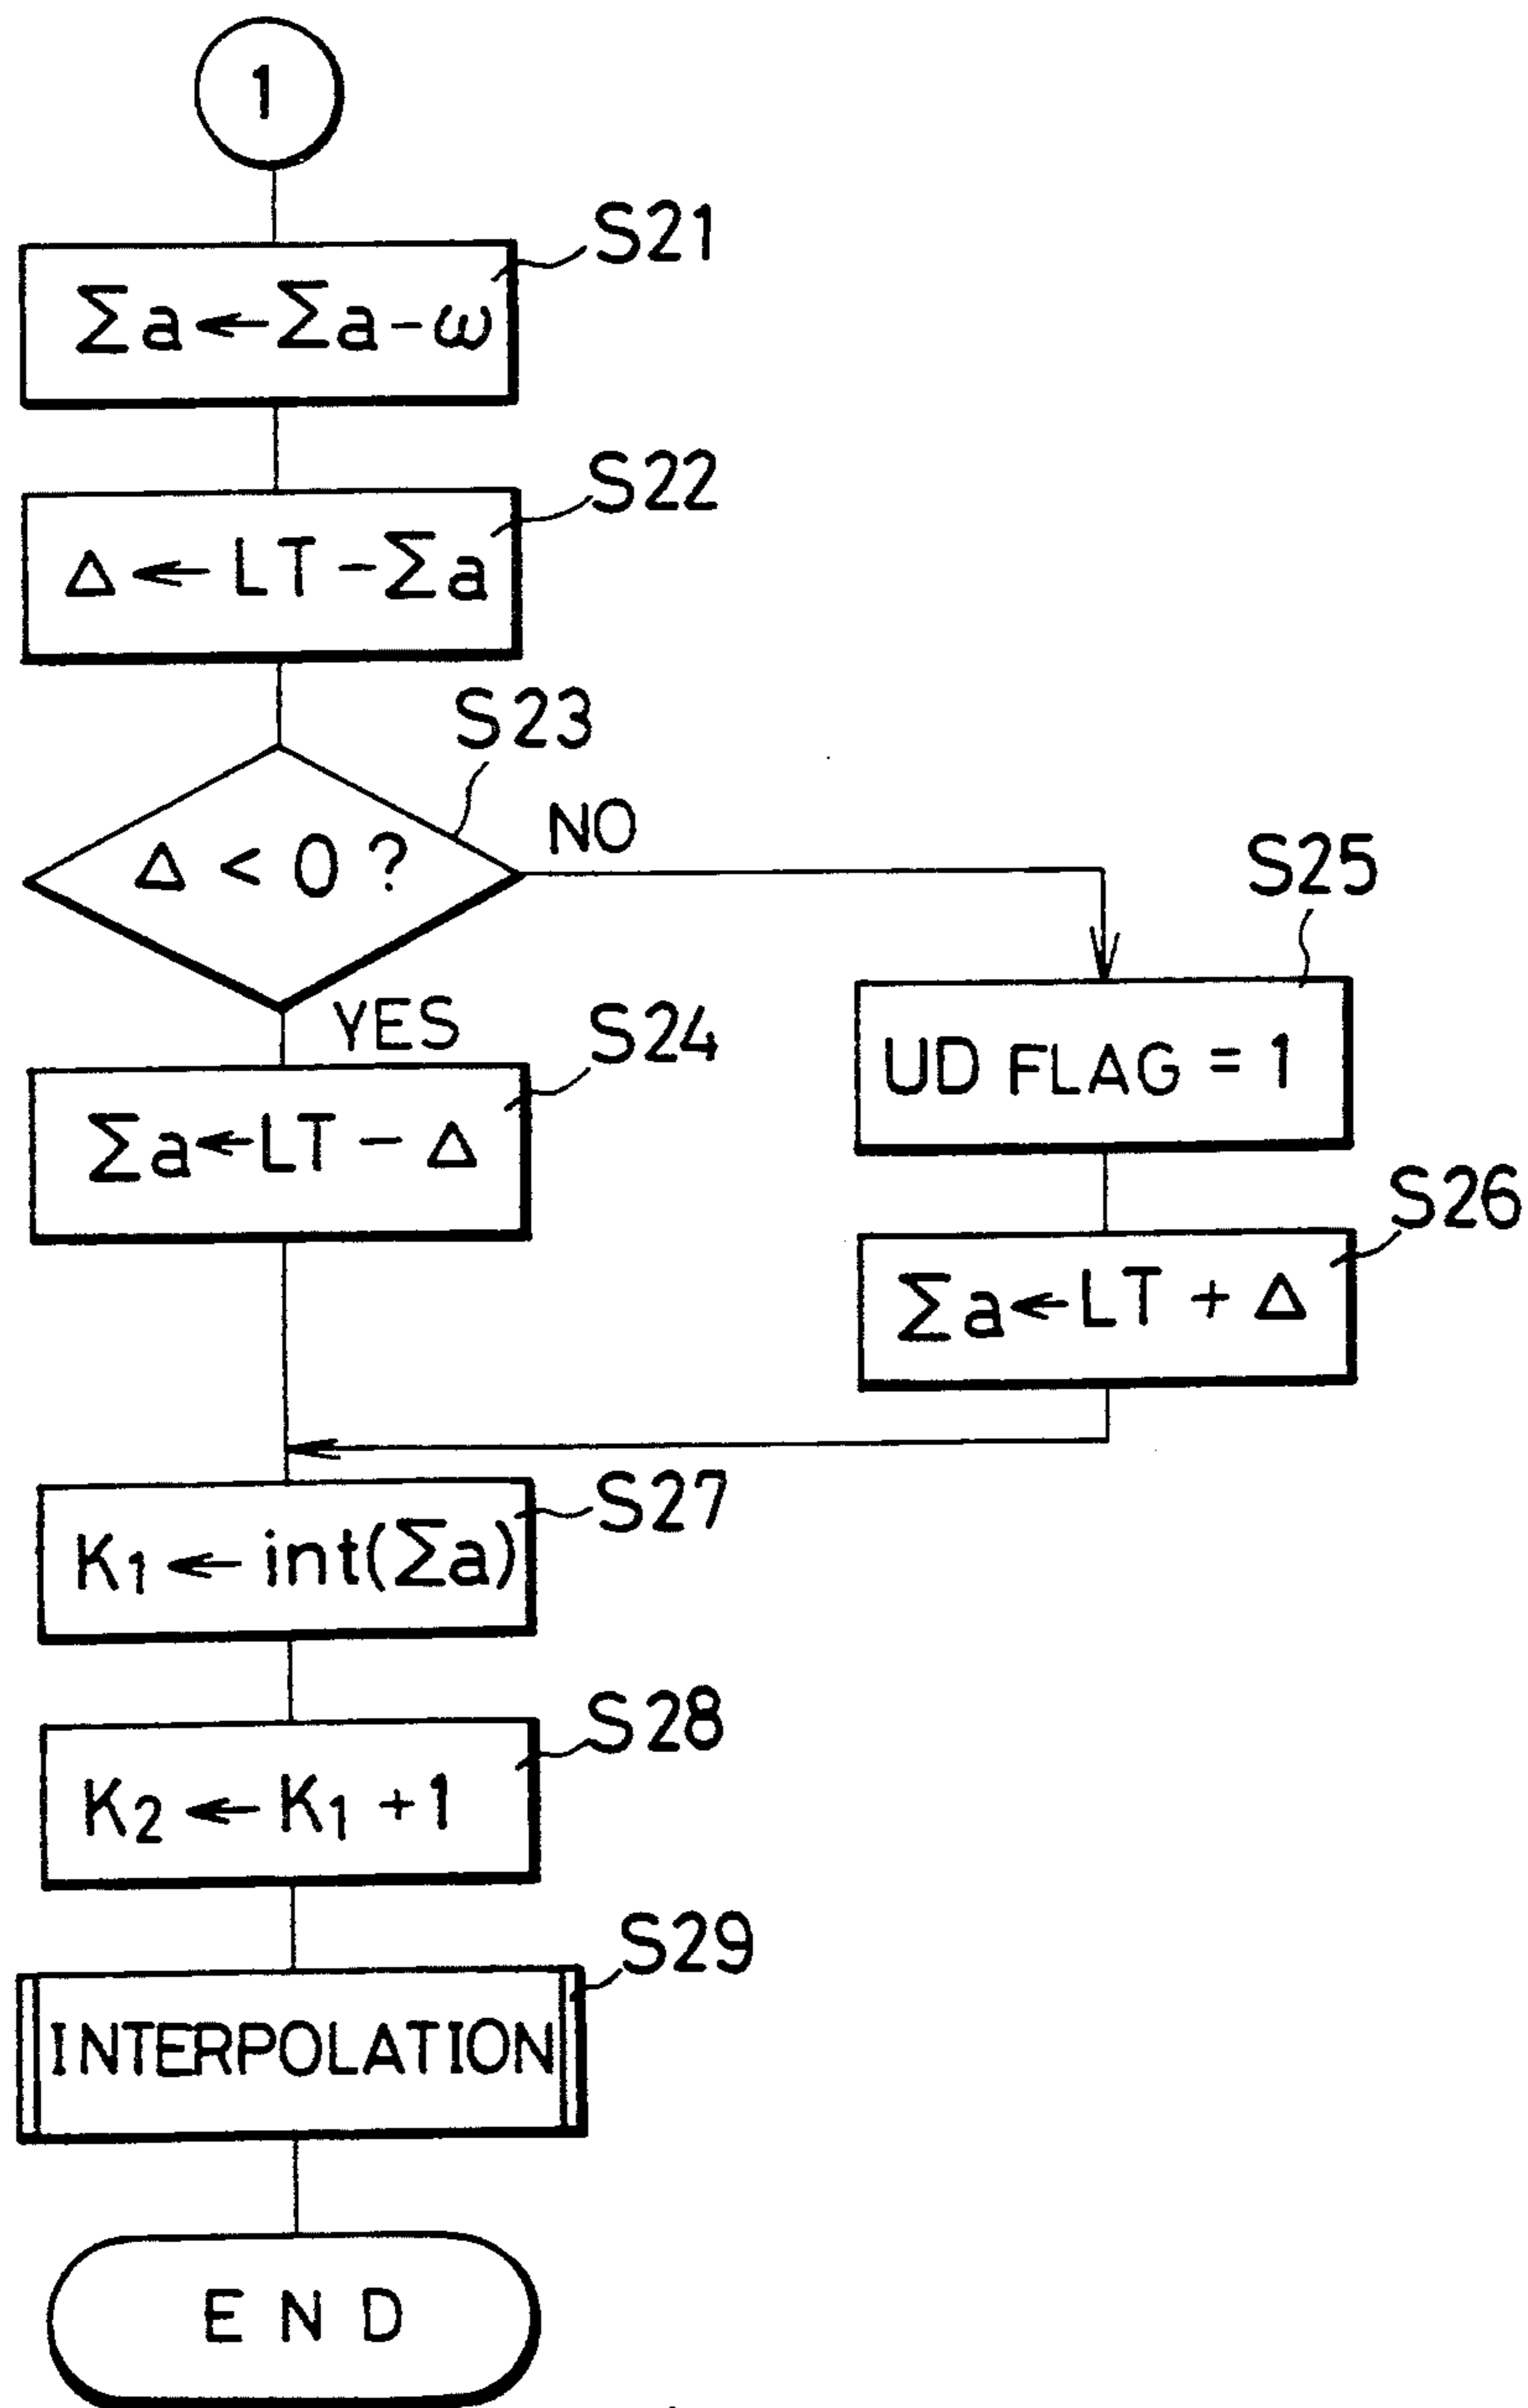 1
S21
Σa←Σa-ω
S22
Δ←LT-Σa
S23
Δ<0?
NO
YES
S24
Σa←LT-Δ
S25
UD FLAG=1
S26
Σa←LT+Δ
S27
K1←int(Σa)
S28
K2←K1+1
S29
INTERPOLATION
END